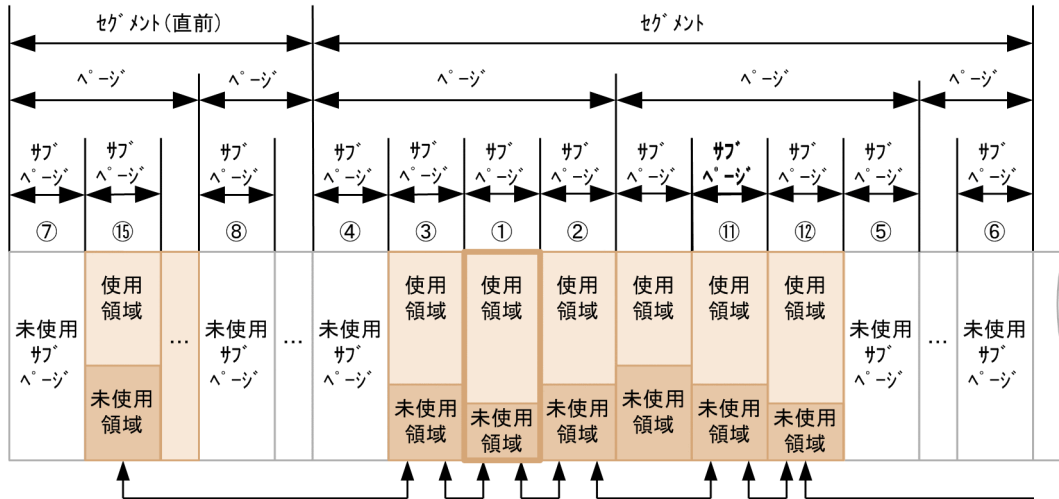 セグメント(直前)
セグメント
ページ
ページ
ページ
ページ
ページ
サブ
ページ
サブ
ページ
サブ
ページ
サブ
ページ
サブ
ページ
サブ
ページ
サブ
ページ
サブ
ページ
サブ
ページ
サブ
ページ
サブ
ページ
サブ
ページ
⑦
⑮
⑧
④
③
①
②
⑪
⑫
⑤
⑥
未使用
サブ
ページ
使用
領域
未使用
領域
…
未使用
サブ
ページ
…
未使用
サブ
ページ
使用
領域
未使用
領域
使用
領域
未使用
領域
使用
領域
未使用
領域
使用
領域
未使用
領域
使用
領域
未使用
領域
使用
領域
未使用
領域
未使用
サブ
ページ
…
未使用
サブ
ページ